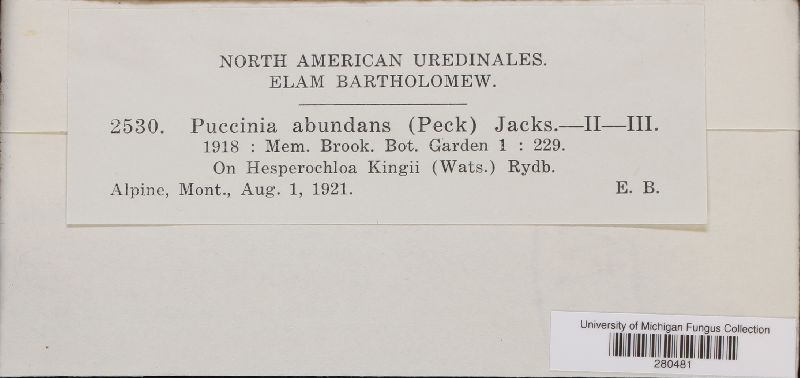 NORTH AMERICAN UREDINALES.
ELAM BARTHOLOMEW.
2530. Puccinia abundans (Peck) Jacks.—II—III.
1918 : Mem. Brook. Bot. Garden 1 : 229.
On Hesperochloa Kingii (Wats.) Rydb.
Alpine, Mont., Aug. 1, 1921. E. B.
University of Michigan Fungus Collection
280481